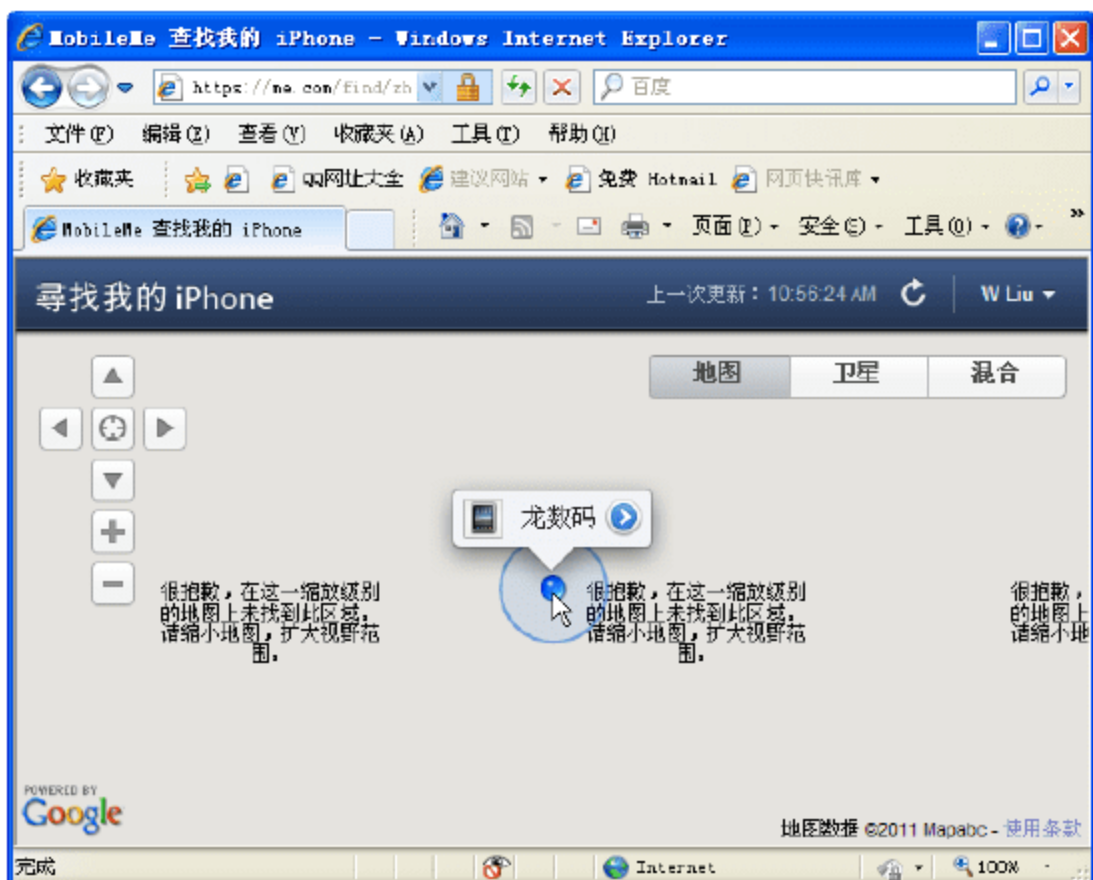 MobileMe 查找我的 iPhone - Windows Internet Explorer
https://me.com/find/zh
百度
文件(F) 编辑(E) 查看(V) 收藏夹(A) 工具(T) 帮助(H)
收藏夹 qq网址大全 建议网站 免费 Hotmail 网页快讯库
MobileMe 查找我的 iPhone 页面(P) 安全(S) 工具(O) »
尋找我的 iPhone 上一次更新：10:56:24 AM W Liu
地图 卫星 混合
龙数码
很抱歉，在这一缩放级别
的地图上未找到此区域。
请缩小地图，扩大视野范
围。
很抱歉，在这一缩放级别
的地图上未找到此区域。
请缩小地图，扩大视野范
围。
很抱歉，
的地图上
请缩小地
POWERED BY
Google
地图数据 ©2011 Mapabc - 使用条款
完成 Internet 100%